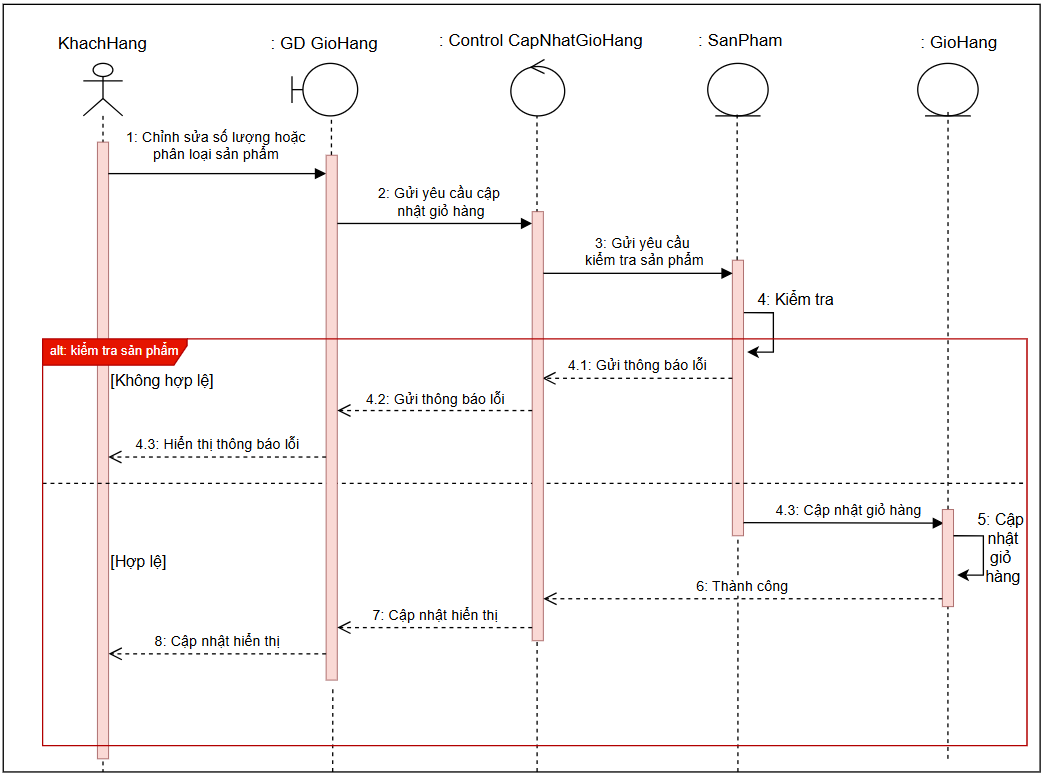 KhachHang
: GD GioHang
: Control CapNhatGioHang
: SanPham
: GioHang
1: Chỉnh sửa số lượng hoặc
phân loại sản phẩm
2: Gửi yêu cầu cập
nhật giỏ hàng
3: Gửi yêu cầu
kiểm tra sản phẩm
4: Kiểm tra
alt: kiểm tra sản phẩm
4.1: Gửi thông báo lỗi
[Không hợp lệ]
4.2: Gửi thông báo lỗi
4.3: Hiển thị thông báo lỗi
4.3: Cập nhật giỏ hàng
5: Cập
nhật
giỏ
hàng
[Hợp lệ]
6: Thành công
7: Cập nhật hiển thị
8: Cập nhật hiển thị